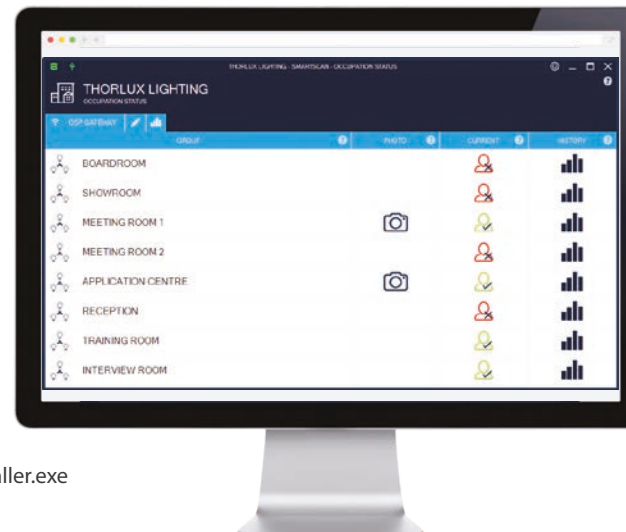 THORLUX LIGHTING - SMARTSCAN - OCCUPATION STATUS
THORLUX LIGHTING
OCCUPATION STATUS
OSP GATEWAY
GROUP ? PHOTO ? CURRENT ? HISTORY ?
BOARDROOM
SHOWROOM
MEETING ROOM 1
MEETING ROOM 2
APPLICATION CENTRE
RECEPTION
TRAINING ROOM
INTERVIEW ROOM
aller.exe